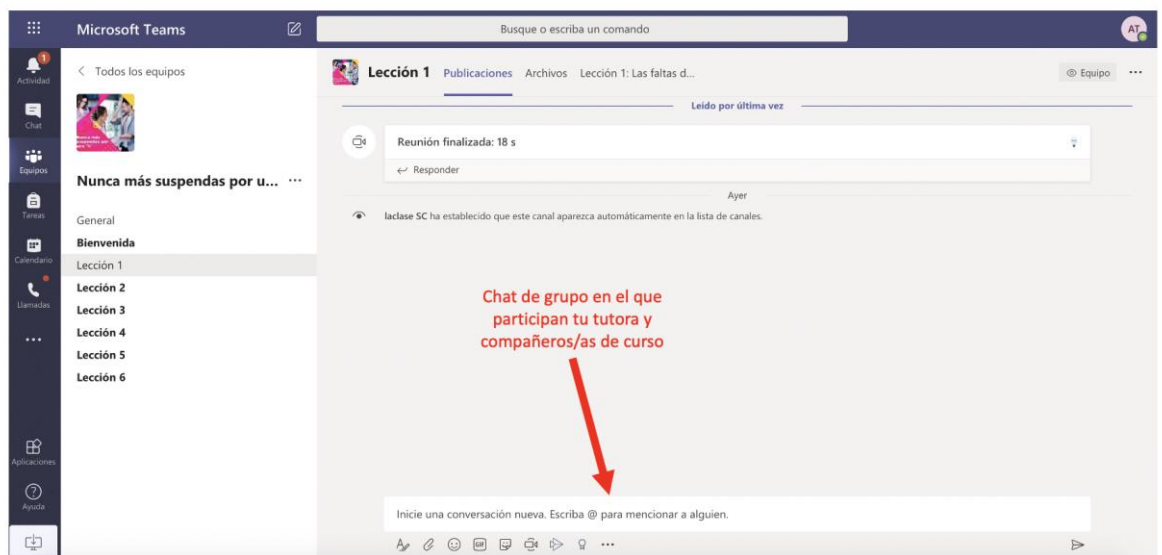 Microsoft Teams
Busque o escriba un comando
AT
1
Actividad
Chat
Equipos
Tareas
Calendario
Llamadas
Aplicaciones
Ayuda
Todos los equipos
Nunca más suspendas por u... ...
General
Bienvenida
Lección 1
Lección 2
Lección 3
Lección 4
Lección 5
Lección 6
Lección 1 Publicaciones Archivos Lección 1: Las faltas d...
Equipo ...
Leído por última vez
Reunión finalizada: 18 s
Responder
Ayer
laclase SC ha establecido que este canal aparezca automáticamente en la lista de canales.
Chat de grupo en el que
participan tu tutora y
compañeros/as de curso
Inicie una conversación nueva. Escriba @ para mencionar a alguien.
GIF